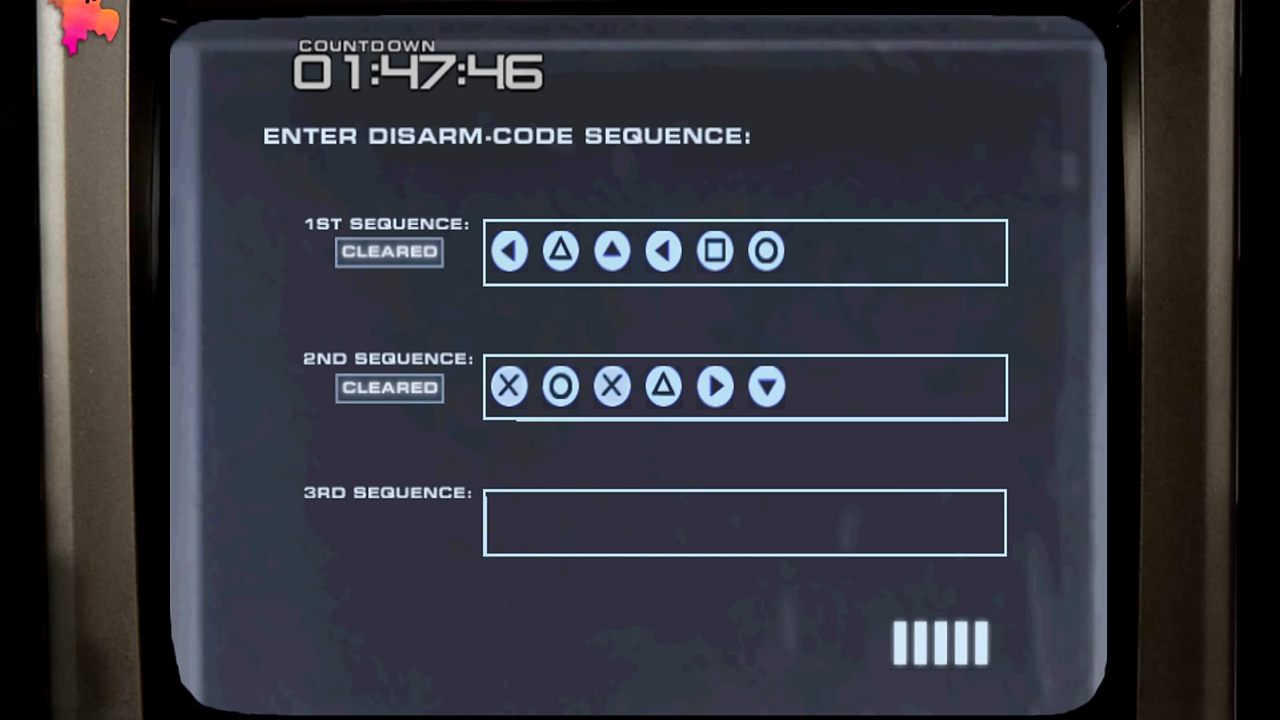 COUNTDOWN
01:47:46
ENTER DISARM-CODE SEQUENCE:
1ST SEQUENCE:
CLEARED
2ND SEQUENCE:
CLEARED
3RD SEQUENCE: